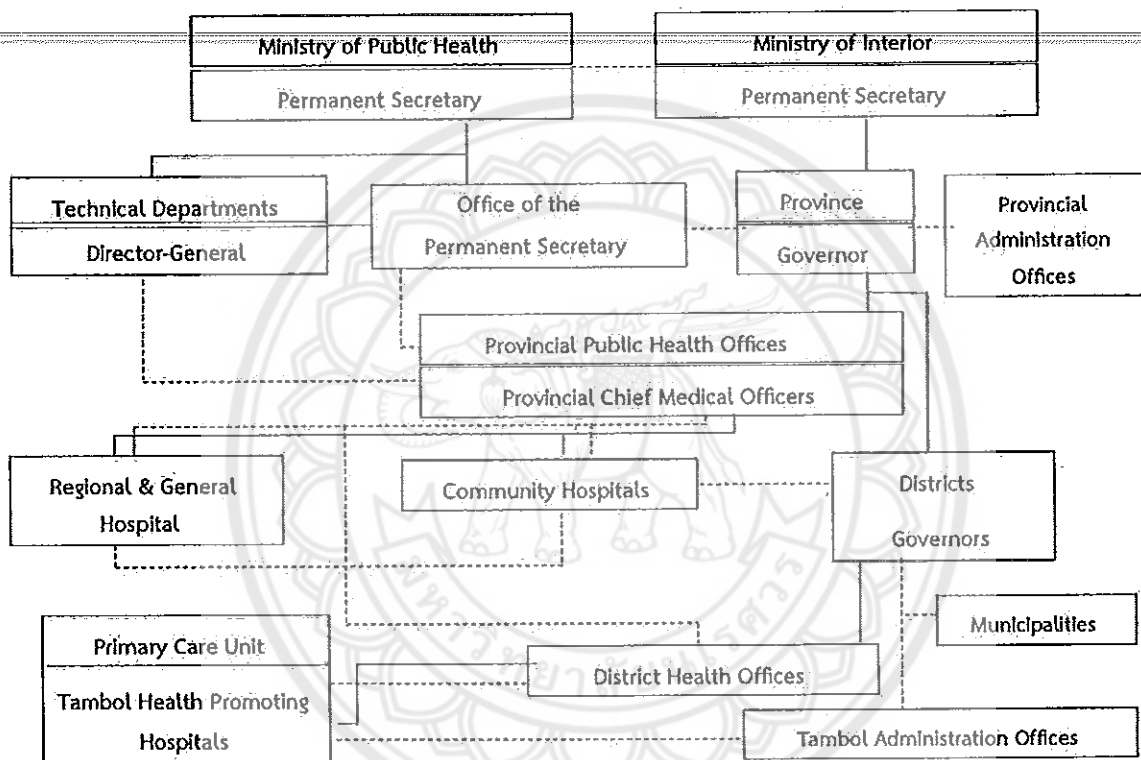 Ministry of Public Health
Permanent Secretary
Ministry of Interior
Permanent Secretary
Technical Departments
Director-General
Office of the
Permanent Secretary
Province
Governor
Provincial
Administration
Offices
Provincial Public Health Offices
Provincial Chief Medical Officers
Regional & General
Hospital
Community Hospitals
Districts
Governors
Municipalities
Primary Care Unit
Tambol Health Promoting
Hospitals
District Health Offices
Tambol Administration Offices